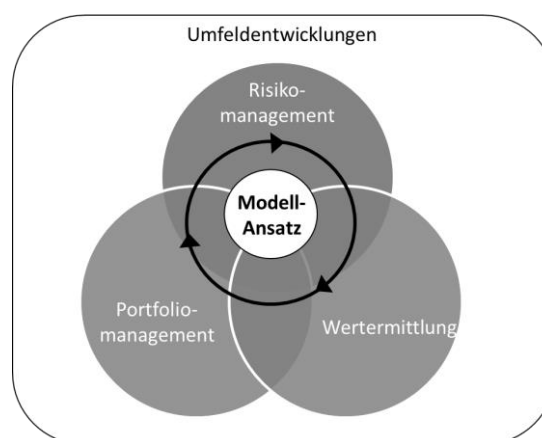 Umfeldentwicklungen
Risiko-
management
Modell-
Ansatz
Portfolio-
management
Wertermittlung